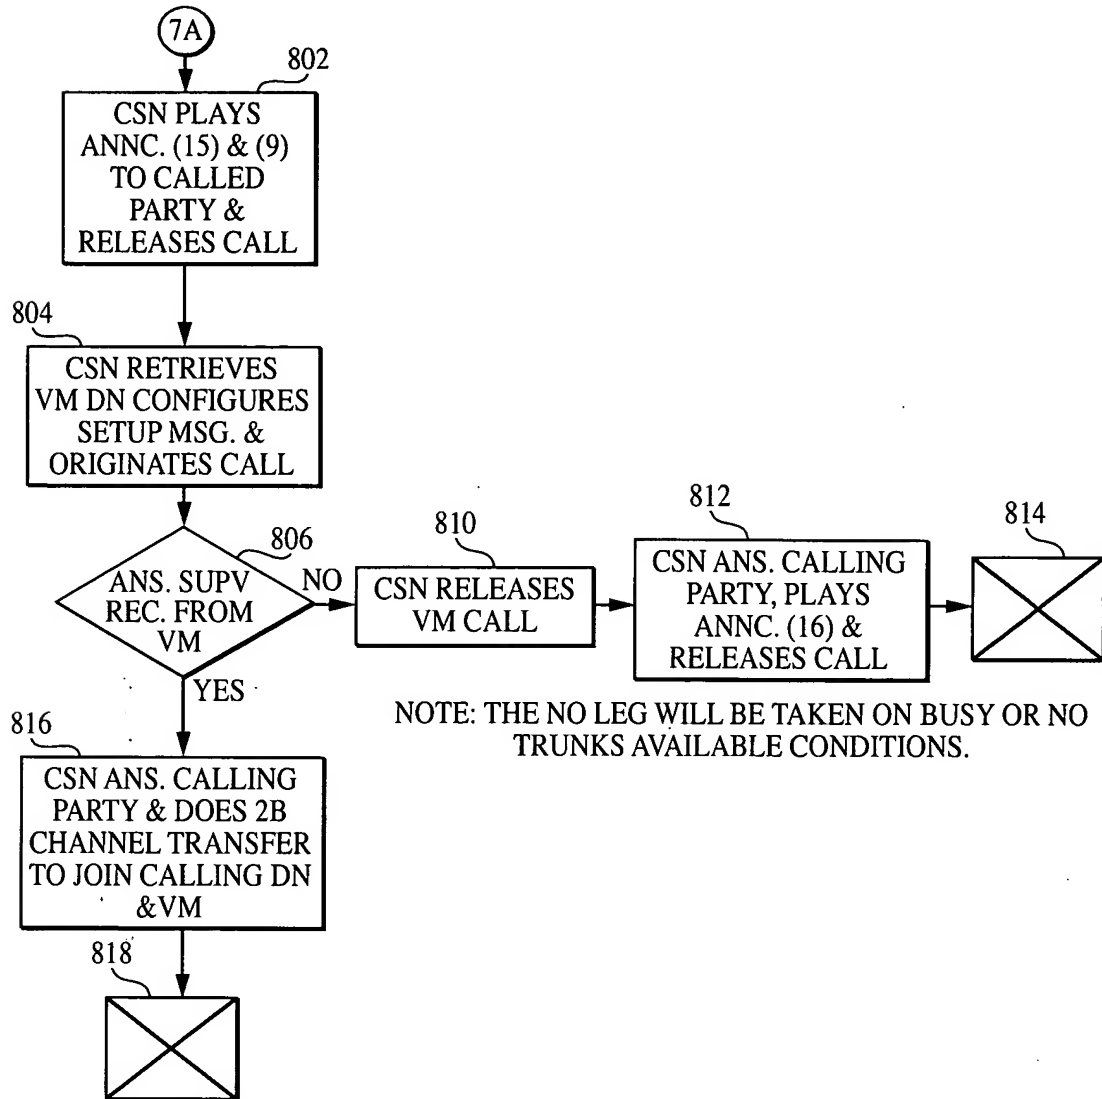 7A
802
CSN PLAYS
ANNC. (15) & (9)
TO CALLED
PARTY &
RELEASES CALL
804
CSN RETRIEVES
VM DN CONFIGURES
SETUP MSG. &
ORIGINATES CALL
806
ANS. SUPV
REC. FROM
VM
NO
YES
810
CSN RELEASES
VM CALL
812
CSN ANS. CALLING
PARTY, PLAYS
ANNC. (16) &
RELEASES CALL
814
NOTE: THE NO LEG WILL BE TAKEN ON BUSY OR NO
TRUNKS AVAILABLE CONDITIONS.
816
CSN ANS. CALLING
PARTY & DOES 2B
CHANNEL TRANSFER
TO JOIN CALLING DN
&VM
818